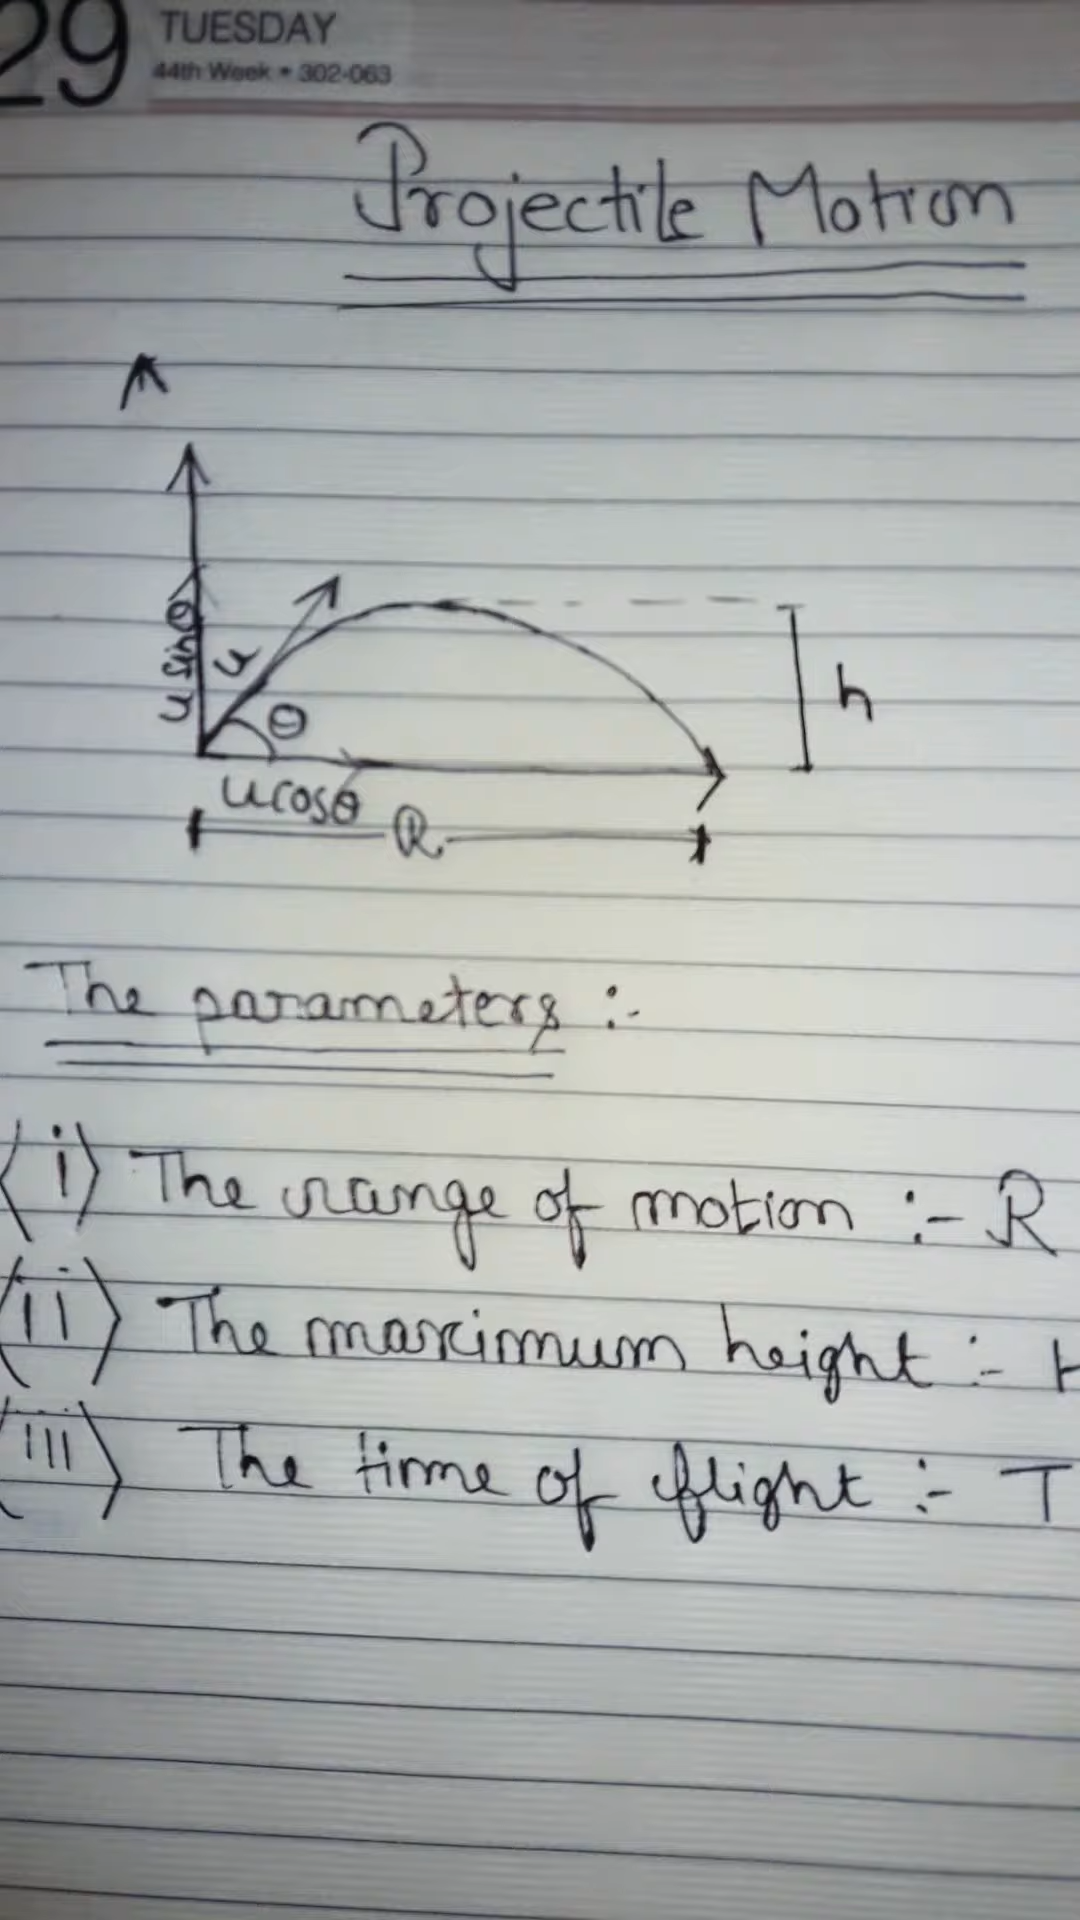 29 TUESDAY
44th Week • 302-063
Projectile Motion
u sinθ
u
θ
h
u cosθ
R
The parameters :-
(i) The range of motion :- R
(ii) The maximum height :- H
(iii) The time of flight :- T